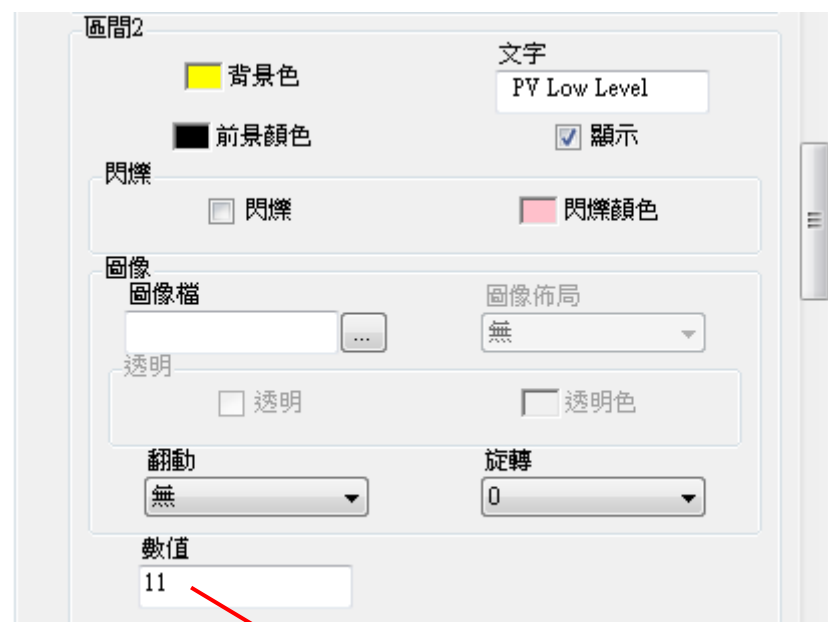 區間2
背景色
文字
PV Low Level
前景顏色
顯示
閃爍
閃爍
閃爍顏色
圖像
圖像檔
圖像佈局
...
無
透明
透明
透明色
翻動
旋轉
無
0
數值
11